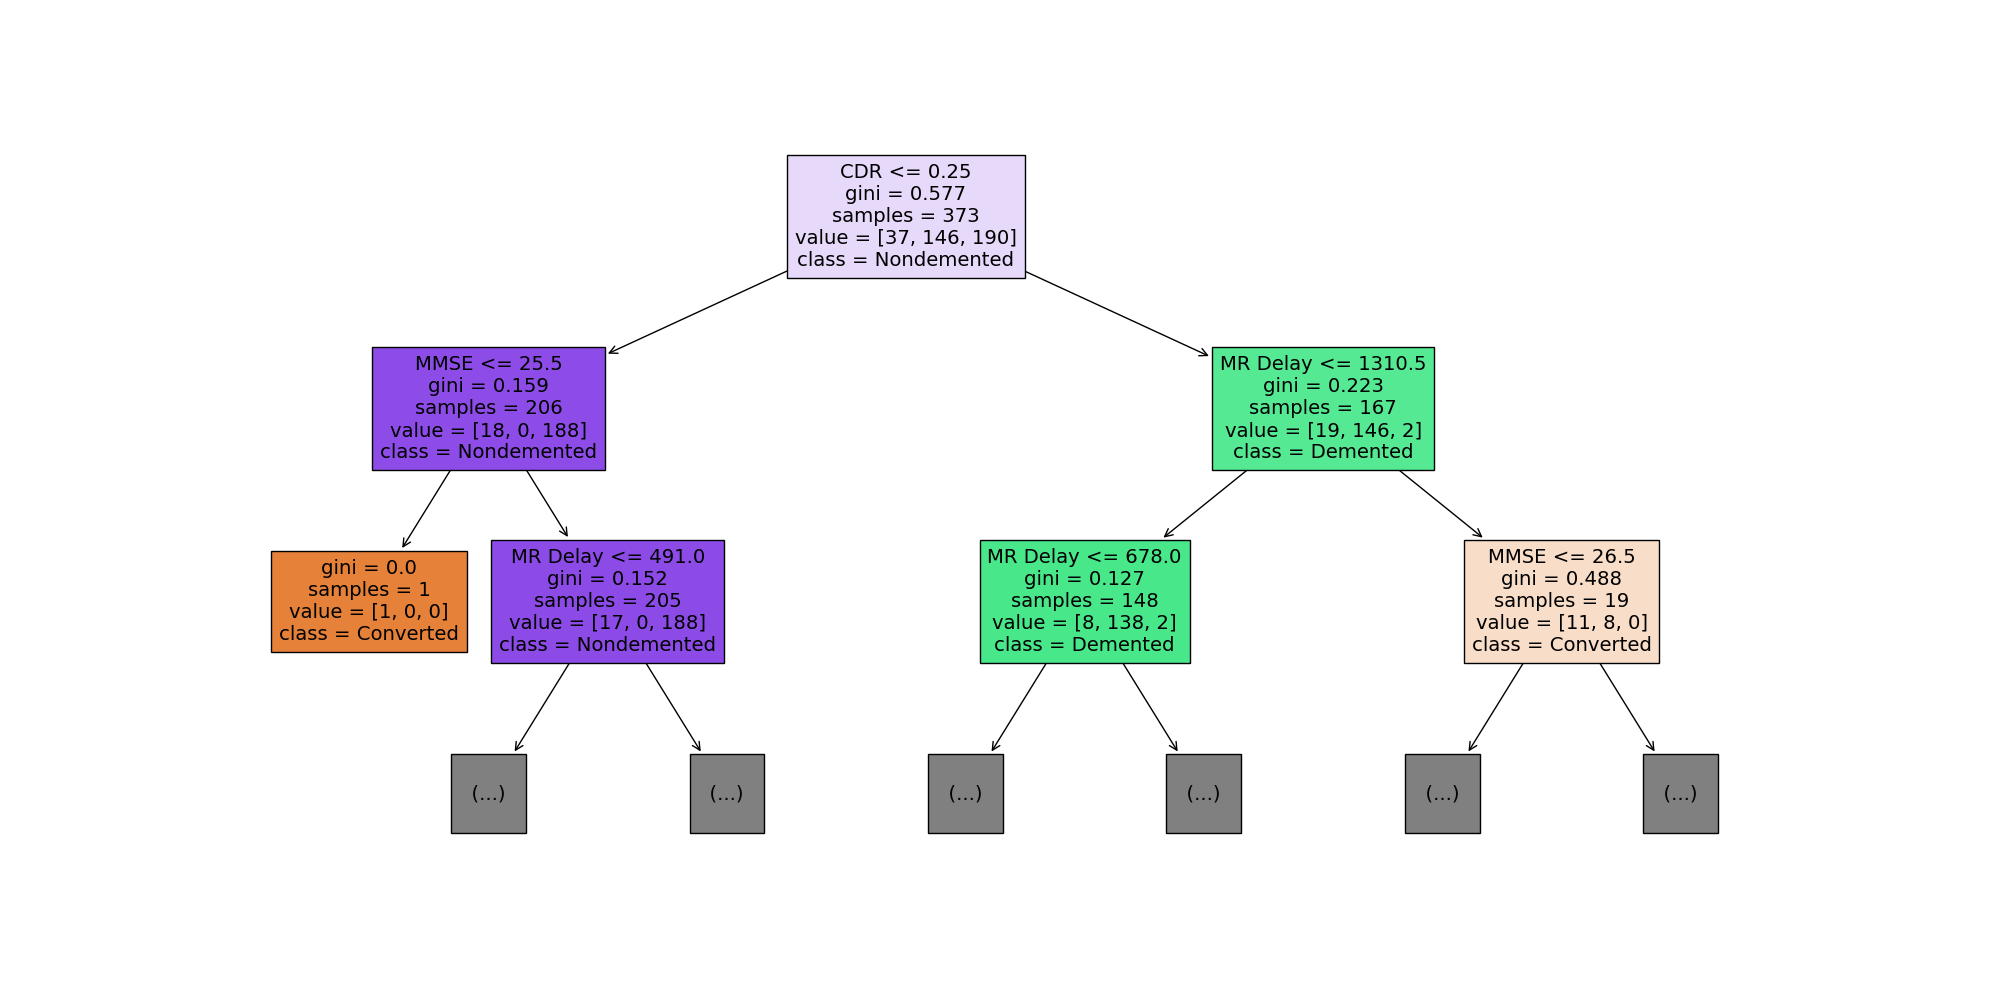 CDR <= 0.25
gini = 0.577
samples = 373
value = [37, 146, 190]
class = Nondemented
MMSE <= 25.5
gini = 0.159
samples = 206
value = [18, 0, 188]
class = Nondemented
MR Delay <= 1310.5
gini = 0.223
samples = 167
value = [19, 146, 2]
class = Demented
gini = 0.0
samples = 1
value = [1, 0, 0]
class = Converted
MR Delay <= 491.0
gini = 0.152
samples = 205
value = [17, 0, 188]
class = Nondemented
MR Delay <= 678.0
gini = 0.127
samples = 148
value = [8, 138, 2]
class = Demented
MMSE <= 26.5
gini = 0.488
samples = 19
value = [11, 8, 0]
class = Converted
(...)
(...)
(...)
(...)
(...)
(...)